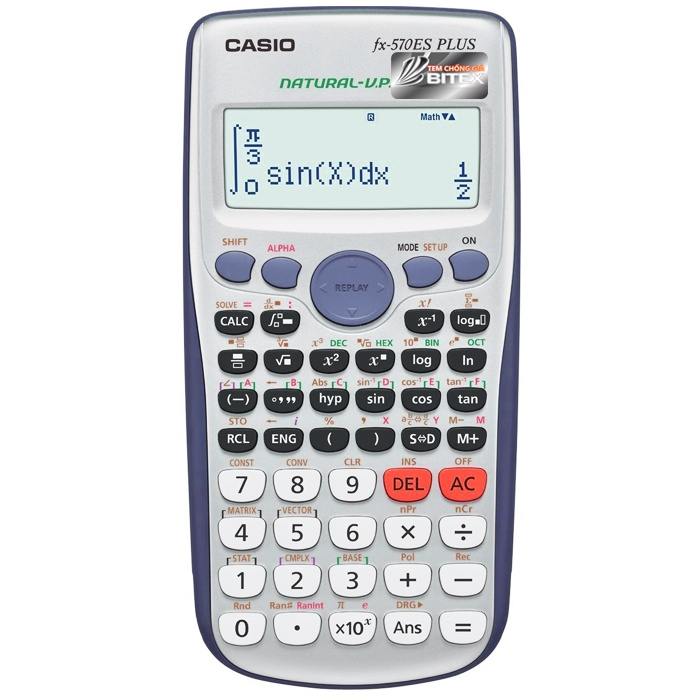 CASIO fx-570ES PLUS
TEM CHỐNG GIẢ
NATURAL-V.P. BITEX
R Math▼▲
π
3
∫ sin(X)dx 1
0 2
SHIFT ALPHA MODE SETUP ON
REPLAY
SOLVE = d/dx■ : x! Σ■
CALC ∫■ x⁻¹ log■□
■■/■ ³√■ x³ DEC ■√□ HEX 10■ BIN e■ OCT
■/□ √■ x² x■ log ln
∠ A ← B Abs C sin⁻¹ D cos⁻¹ E tan⁻¹ F
(−) °,,, hyp sin cos tan
STO ← i % , X a b/c⇔d/c Y M− M
RCL ENG ( ) S⇔D M+
CONST CONV CLR INS OFF
7 8 9 DEL AC
MATRIX VECTOR nPr nCr
4 5 6 × ÷
STAT CMPLX BASE Pol Rec
1 2 3 + −
Rnd Ran# RanInt π e DRG▶
0 • ×10ˣ Ans =